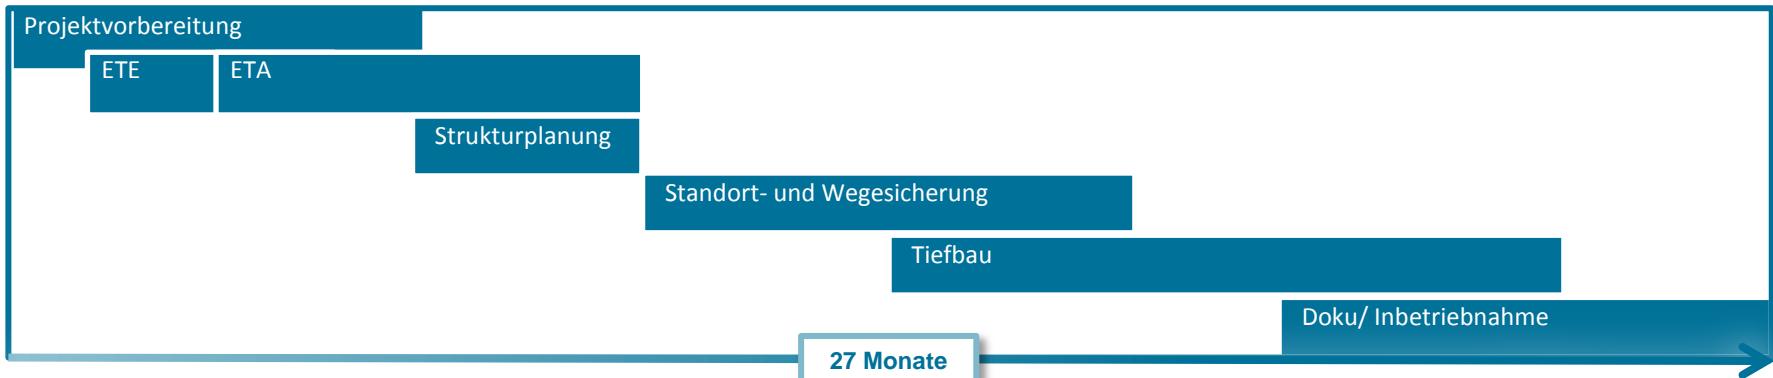 Projektvorbereitung
ETE
ETA
Strukturplanung
Standort- und Wegesicherung
Tiefbau
Doku/ Inbetriebnahme
27 Monate